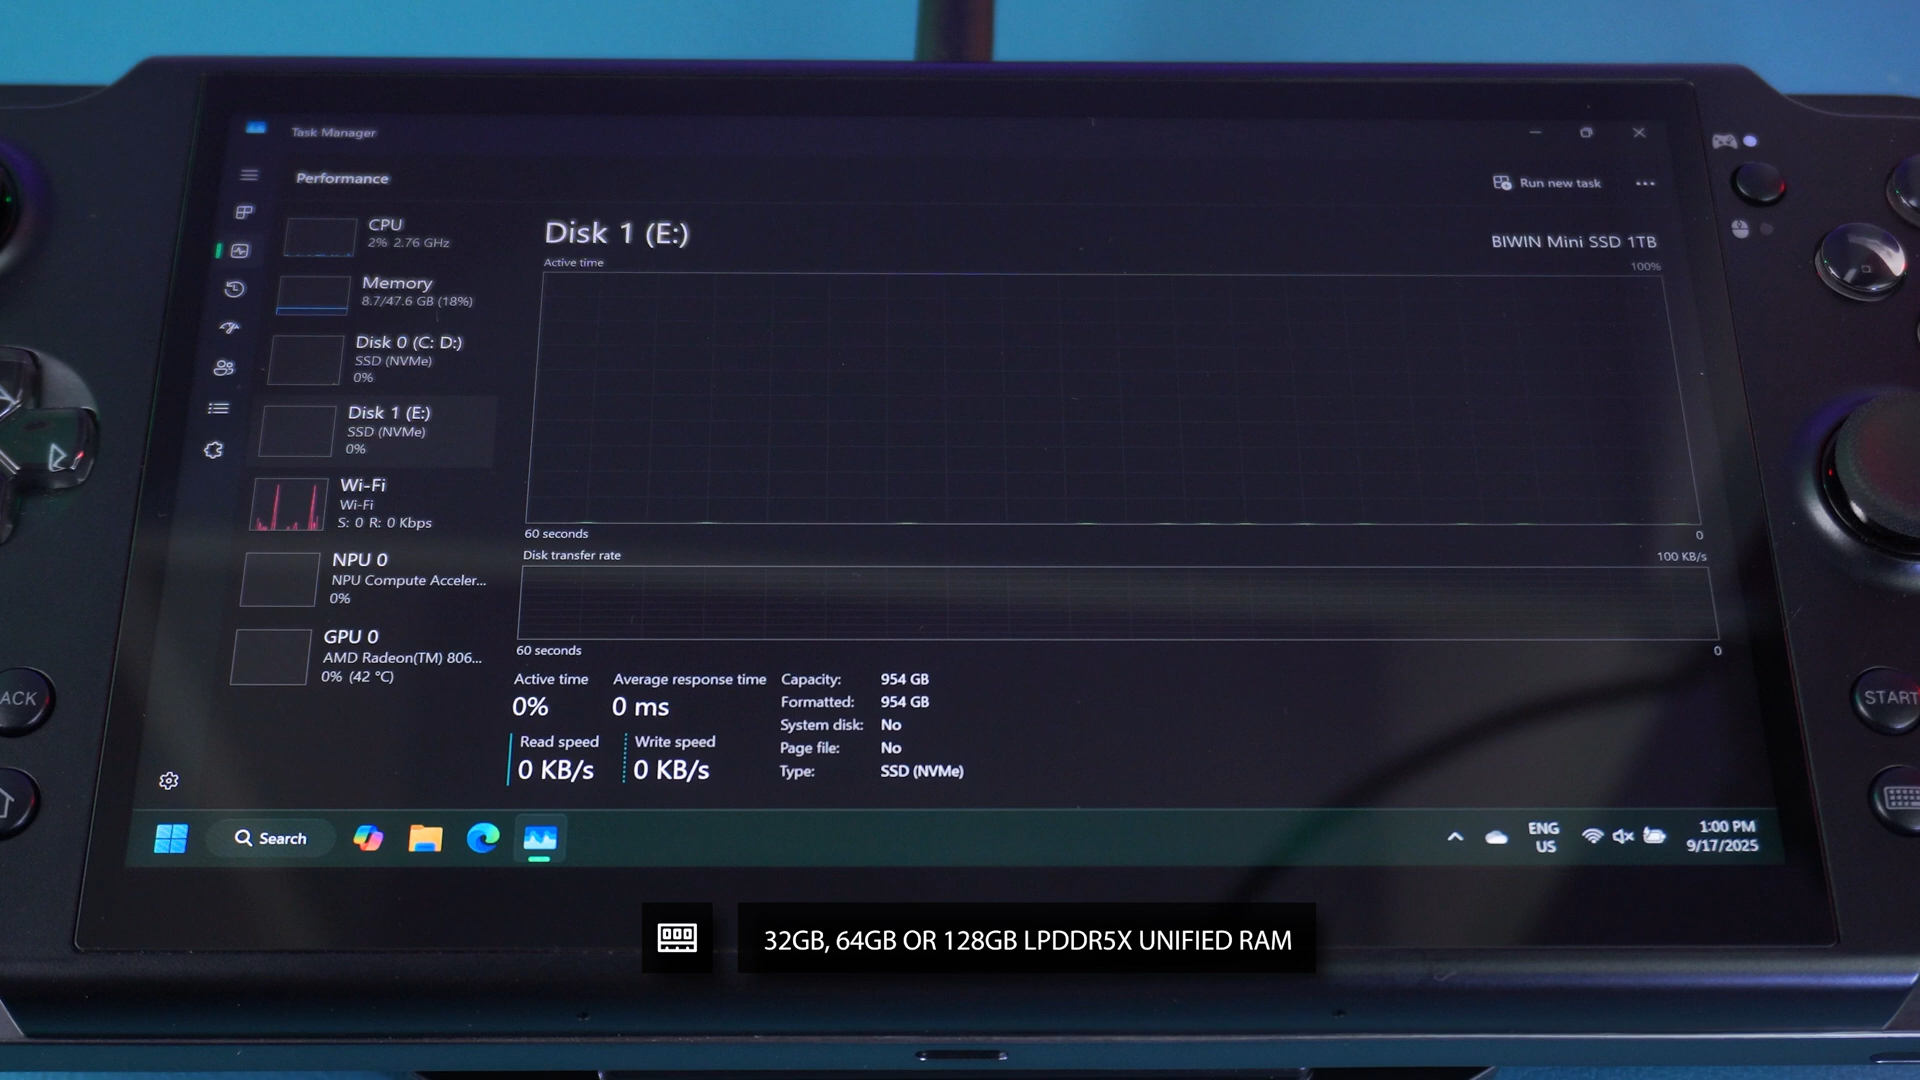 Task Manager
Performance
Run new task
CPU
2% 2.76 GHz
Memory
8.7/47.6 GB (18%)
Disk 0 (C: D:)
SSD (NVMe)
0%
Disk 1 (E:)
SSD (NVMe)
0%
Wi-Fi
Wi-Fi
S: 0 R: 0 Kbps
NPU 0
NPU Compute Acceler...
0%
GPU 0
AMD Radeon(TM) 806...
0% (42 °C)
Disk 1 (E:)
BIWIN Mini SSD 1TB
Active time
100%
60 seconds
0
Disk transfer rate
100 KB/s
60 seconds
0
Active time
0%
Average response time
0 ms
Read speed
0 KB/s
Write speed
0 KB/s
Capacity: 954 GB
Formatted: 954 GB
System disk: No
Page file: No
Type: SSD (NVMe)
Search
ENG
US
1:00 PM
9/17/2025
ACK
START
32GB, 64GB OR 128GB LPDDR5X UNIFIED RAM